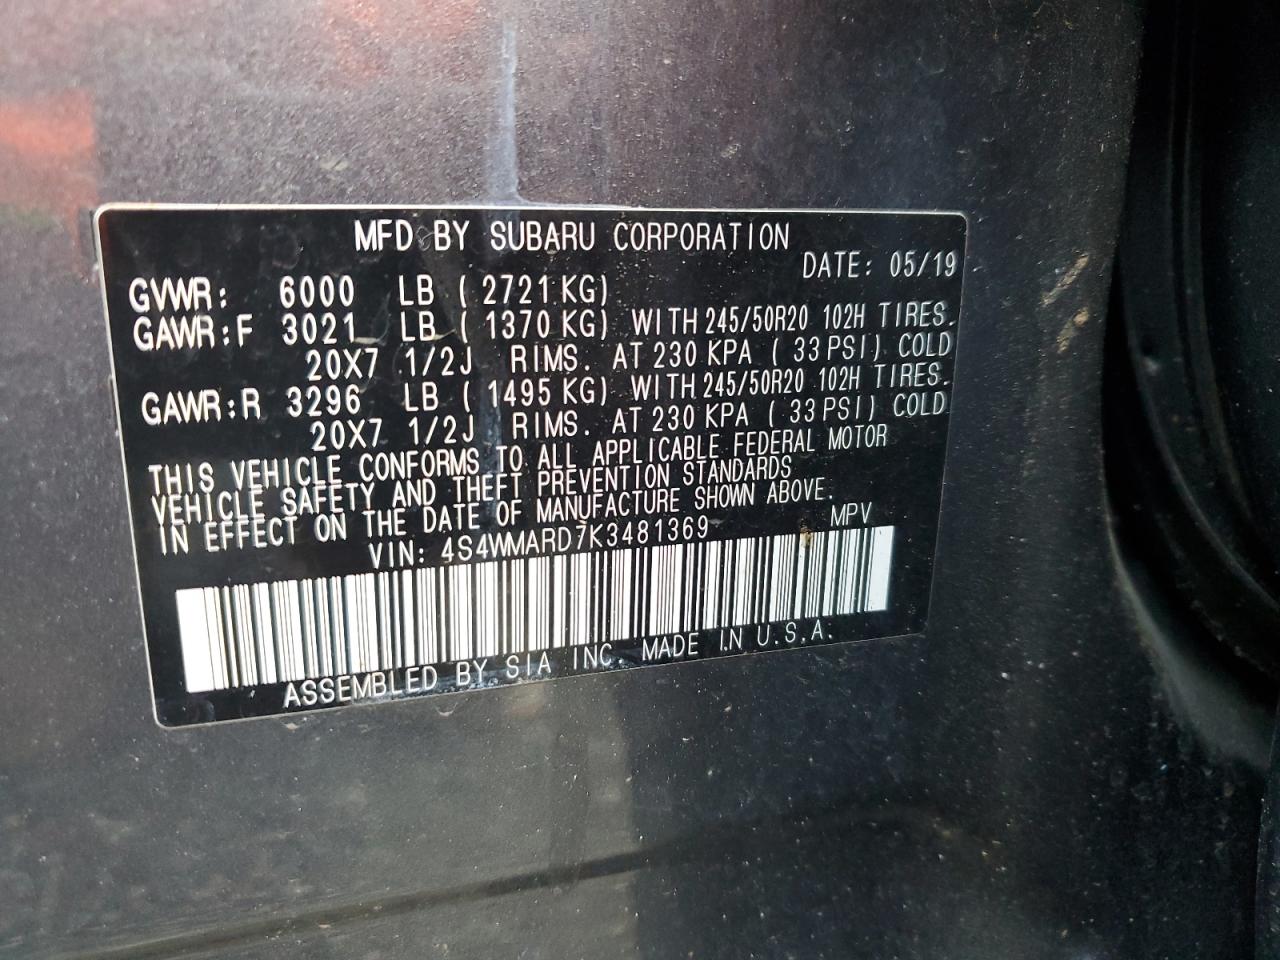 MFD BY SUBARU CORPORATION
DATE: 05/19
GVWR: 6000 LB ( 2721 KG)
GAWR:F 3021 LB ( 1370 KG) WITH 245/50R20 102H TIRES.
20X7 1/2J RIMS. AT 230 KPA ( 33 PSI) COLD
GAWR:R 3296 LB ( 1495 KG) WITH 245/50R20 102H TIRES.
20X7 1/2J RIMS. AT 230 KPA ( 33 PSI) COLD
THIS VEHICLE CONFORMS TO ALL APPLICABLE FEDERAL MOTOR
VEHICLE SAFETY AND THEFT PREVENTION STANDARDS
IN EFFECT ON THE DATE OF MANUFACTURE SHOWN ABOVE.
VIN: 4S4WMARD7K3481369 MPV
ASSEMBLED BY SIA INC. MADE IN U.S.A.